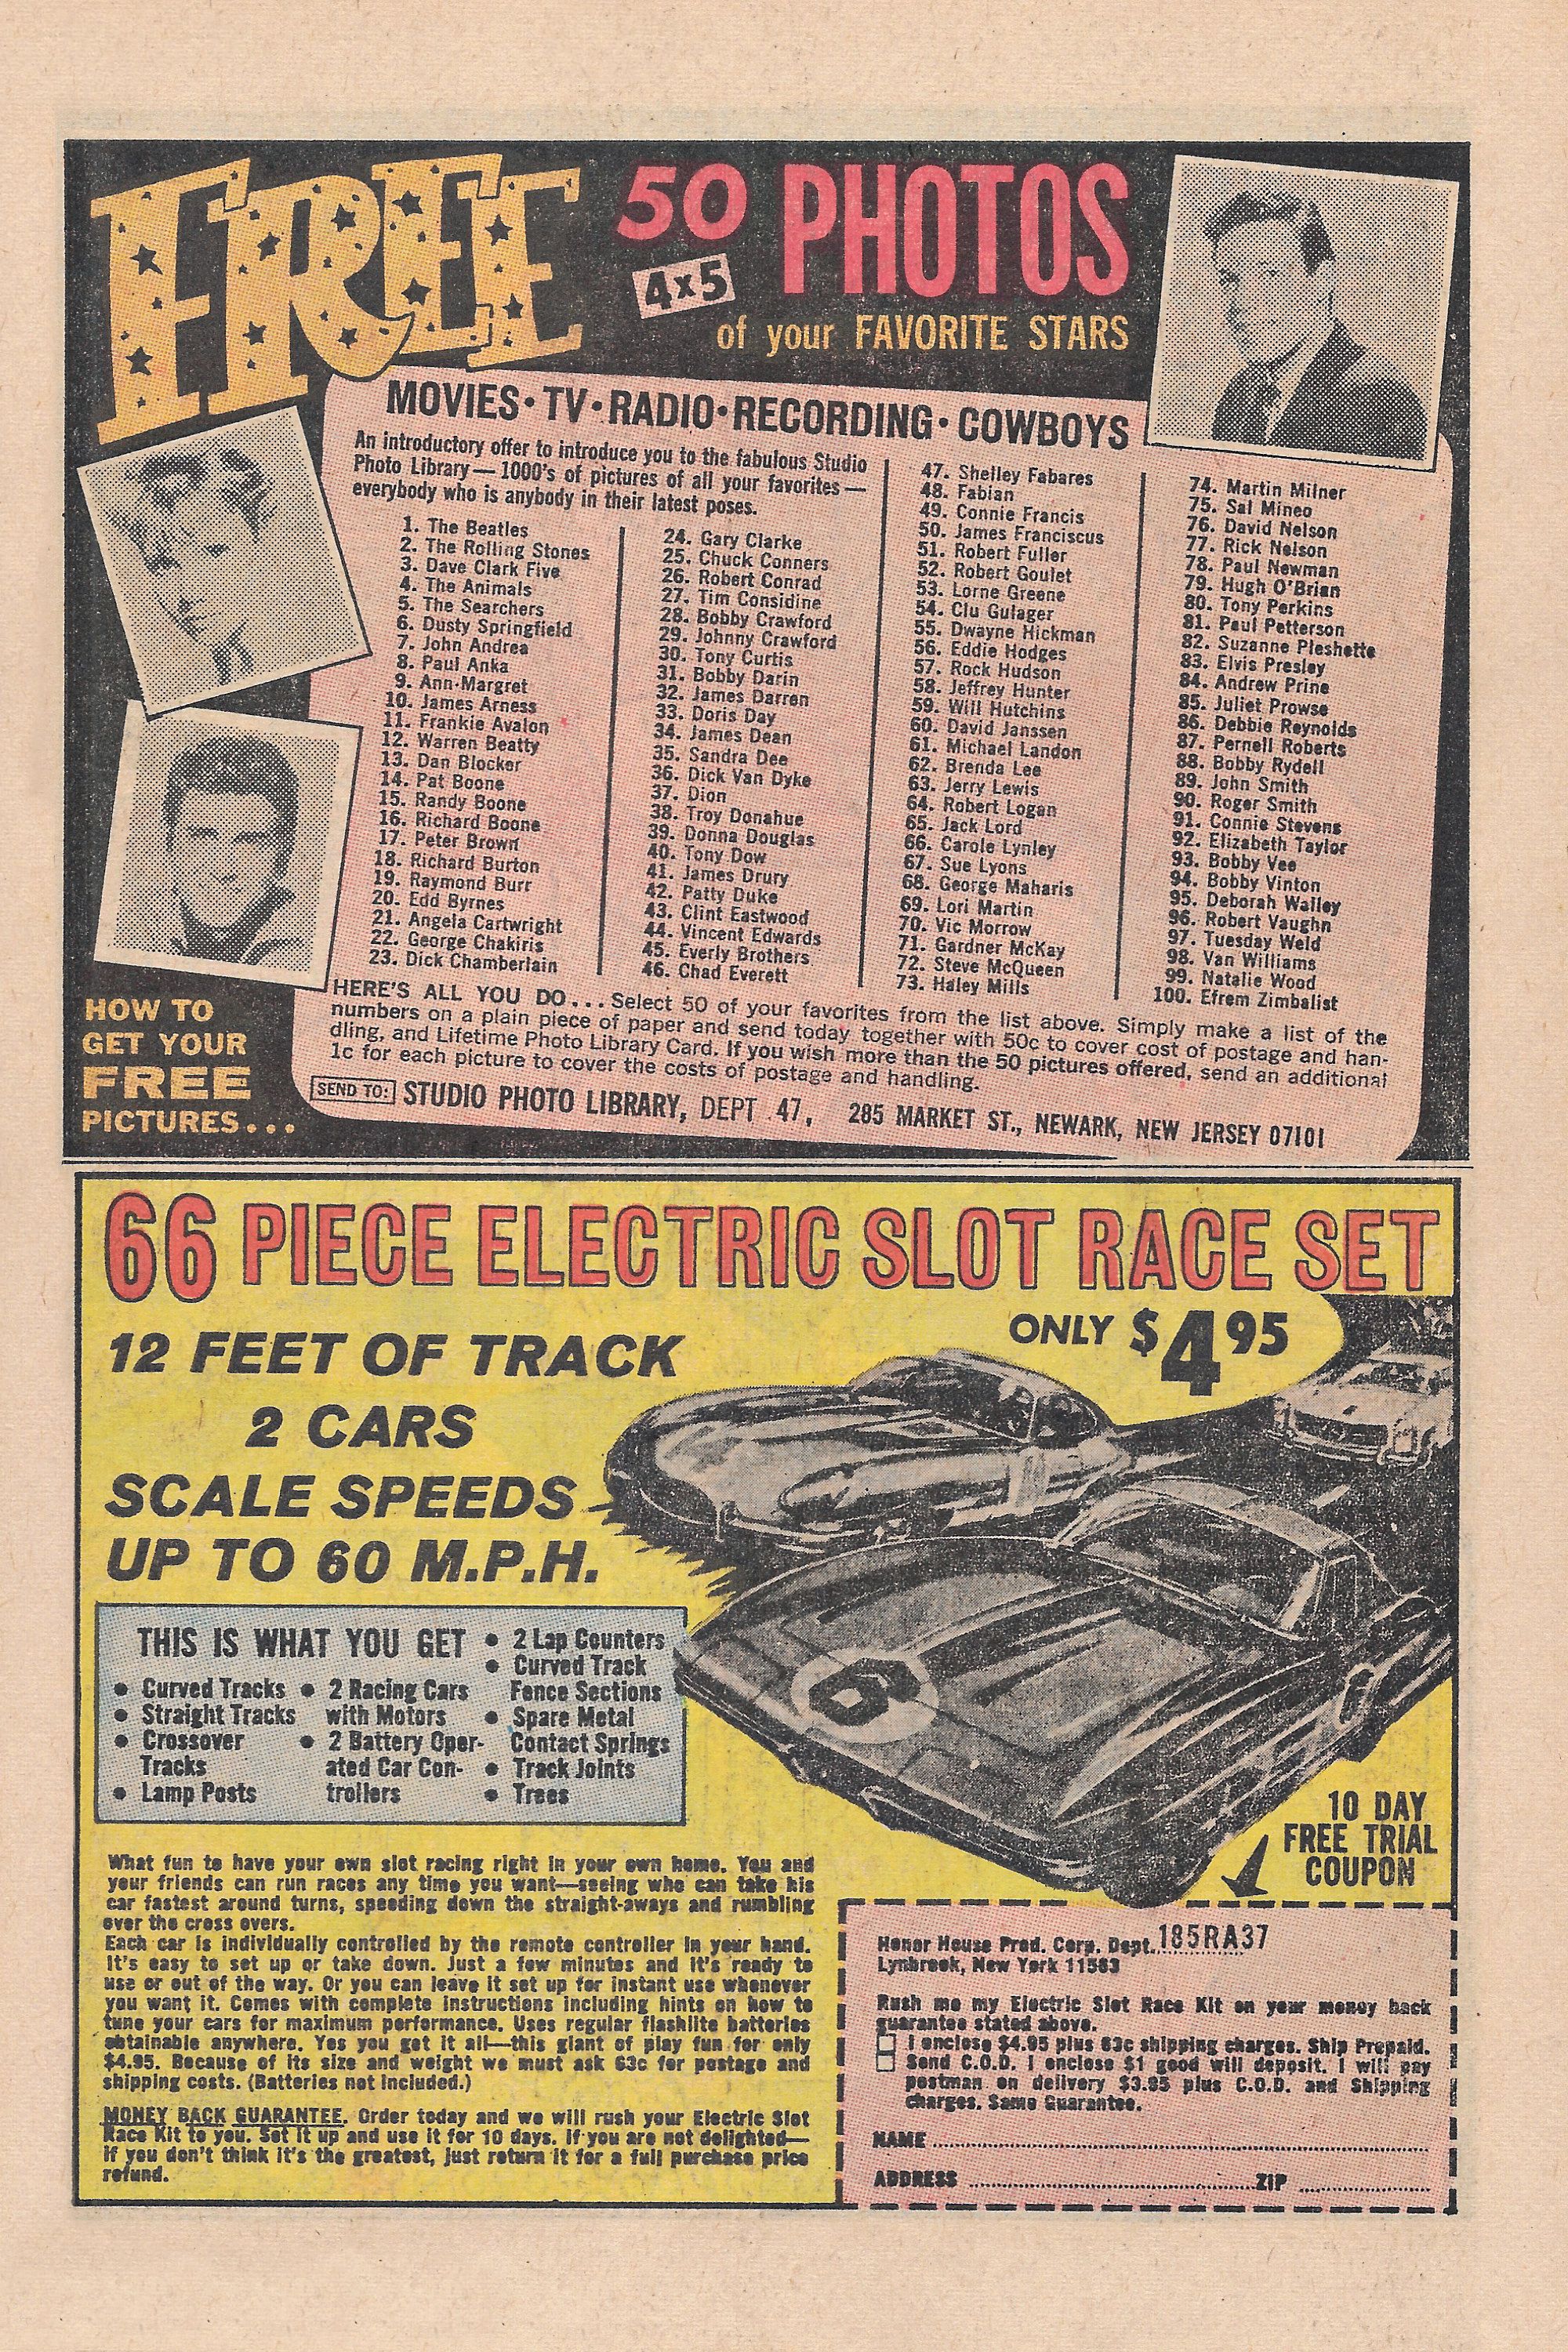 FREE
50 PHOTOS
4x5
of your FAVORITE STARS
MOVIES • TV • RADIO • RECORDING • COWBOYS
An introductory offer to introduce you to the fabulous Studio
Photo Library — 1000's of pictures of all your favorites —
everybody who is anybody in their latest poses.
1. The Beatles
2. The Rolling Stones
3. Dave Clark Five
4. The Animals
5. The Searchers
6. Dusty Springfield
7. John Andrea
8. Paul Anka
9. Ann-Margret
10. James Arness
11. Frankie Avalon
12. Warren Beatty
13. Dan Blocker
14. Pat Boone
15. Randy Boone
16. Richard Boone
17. Peter Brown
18. Richard Burton
19. Raymond Burr
20. Edd Byrnes
21. Angela Cartwright
22. George Chakiris
23. Dick Chamberlain
24. Gary Clarke
25. Chuck Conners
26. Robert Conrad
27. Tim Considine
28. Bobby Crawford
29. Johnny Crawford
30. Tony Curtis
31. Bobby Darin
32. James Darren
33. Doris Day
34. James Dean
35. Sandra Dee
36. Dick Van Dyke
37. Dion
38. Troy Donahue
39. Donna Douglas
40. Tony Dow
41. James Drury
42. Patty Duke
43. Clint Eastwood
44. Vincent Edwards
45. Everly Brothers
46. Chad Everett
47. Shelley Fabares
48. Fabian
49. Connie Francis
50. James Franciscus
51. Robert Fuller
52. Robert Goulet
53. Lorne Greene
54. Clu Gulager
55. Dwayne Hickman
56. Eddie Hodges
57. Rock Hudson
58. Jeffrey Hunter
59. Will Hutchins
60. David Janssen
61. Michael Landon
62. Brenda Lee
63. Jerry Lewis
64. Robert Logan
65. Jack Lord
66. Carole Lynley
67. Sue Lyons
68. George Maharis
69. Lori Martin
70. Vic Morrow
71. Gardner McKay
72. Steve McQueen
73. Haley Mills
74. Martin Milner
75. Sal Mineo
76. David Nelson
77. Rick Nelson
78. Paul Newman
79. Hugh O'Brian
80. Tony Perkins
81. Paul Petterson
82. Suzanne Pleshette
83. Elvis Presley
84. Andrew Prine
85. Juliet Prowse
86. Debbie Reynolds
87. Pernell Roberts
88. Bobby Rydell
89. John Smith
90. Roger Smith
91. Connie Stevens
92. Elizabeth Taylor
93. Bobby Vee
94. Bobby Vinton
95. Deborah Walley
96. Robert Vaughn
97. Tuesday Weld
98. Van Williams
99. Natalie Wood
100. Efrem Zimbalist
HOW TO
GET YOUR
FREE
PICTURES...
HERE'S ALL YOU DO... Select 50 of your favorites from the list above. Simply make a list of the
numbers on a plain piece of paper and send today together with 50c to cover cost of postage and han-
dling, and Lifetime Photo Library Card. If you wish more than the 50 pictures offered, send an additional
1c for each picture to cover the costs of postage and handling.
SEND TO: STUDIO PHOTO LIBRARY, DEPT 47, 285 MARKET ST., NEWARK, NEW JERSEY 07101
66 PIECE ELECTRIC SLOT RACE SET
ONLY $4.95
12 FEET OF TRACK
2 CARS
SCALE SPEEDS
UP TO 60 M.P.H.
THIS IS WHAT YOU GET
• Curved Tracks
• Straight Tracks
• Crossover
Tracks
• Lamp Posts
• 2 Racing Cars
with Motors
• 2 Battery Oper-
ated Car Con-
trollers
• 2 Lap Counters
• Curved Track
Fence Sections
• Spare Metal
Contact Springs
• Track Joints
• Trees
What fun to have your own slot racing right in your own home. You and
your friends can run races any time you want—seeing who can take his
car fastest around turns, speeding down the straight-aways and rumbling
over the cross overs.
Each car is individually controlled by the remote controller in your hand.
It's easy to set up or take down. Just a few minutes and it's ready to
use or out of the way. Or you can leave it set up for instant use whenever
you want it. Comes with complete instructions including hints on how to
tune your cars for maximum performance. Uses regular flashlite batteries
obtainable anywhere. Yes you get it all—this giant of play fun for only
$4.95. Because of its size and weight we must ask 63c for postage and
shipping costs. (Batteries not included.)
MONEY BACK GUARANTEE. Order today and we will rush your Electric Slot
Race Kit to you. Set it up and use it for 10 days. If you are not delighted—
if you don't think it's the greatest, just return it for a full purchase price
refund.
10 DAY
FREE TRIAL
COUPON
Honor House Prod. Corp. Dept. 185RA37
Lynbrook, New York 11563
Rush me my Electric Slot Race Kit on your money back
guarantee stated above.
I enclose $4.95 plus 63c shipping charges. Ship Prepaid.
Send C.O.D. I enclose $1 good will deposit. I will pay
postman on delivery $3.95 plus C.O.D. and Shipping
charges. Same Guarantee.
NAME
ADDRESS ZIP